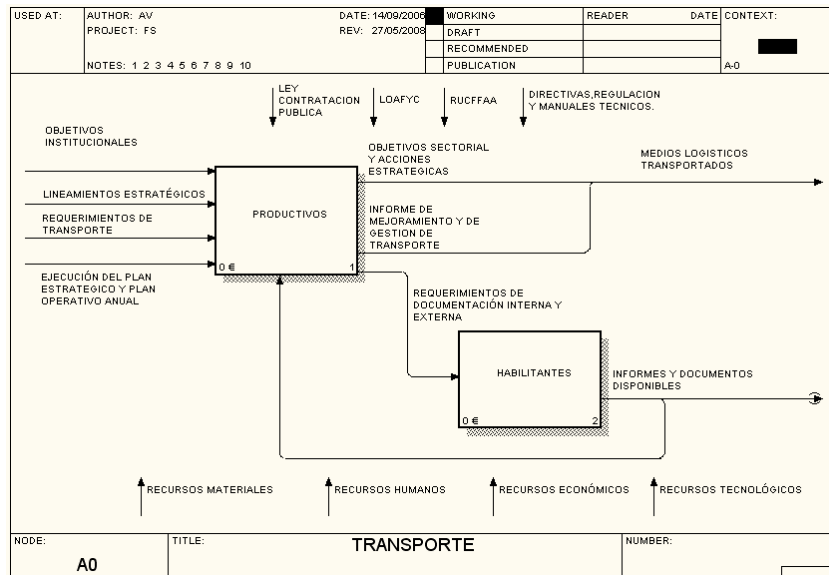 USED AT:
AUTHOR: AV
PROJECT: FS
NOTES: 1 2 3 4 5 6 7 8 9 10
DATE: 14/09/2006
REV: 27/05/2008
WORKING
DRAFT
RECOMMENDED
PUBLICATION
READER
DATE
CONTEXT:
A-0
LEY
CONTRATACION
PUBLICA
LOAFYC
RUCFFAA
DIRECTIVAS,REGULACION
Y MANUALES TECNICOS.
OBJETIVOS
INSTITUCIONALES
LINEAMIENTOS ESTRATÉGICOS
REQUERIMIENTOS DE
TRANSPORTE
EJECUCIÓN DEL PLAN
ESTRATEGICO Y PLAN
OPERATIVO ANUAL
PRODUCTIVOS
0 €
1
OBJETIVOS SECTORIAL
Y ACCIONES
ESTRATEGICAS
INFORME DE
MEJORAMIENTO Y DE
GESTION DE
TRANSPORTE
MEDIOS LOGISTICOS
TRANSPORTADOS
REQUERIMIENTOS DE
DOCUMENTACIÓN INTERNA Y
EXTERNA
HABILITANTES
0 €
2
INFORMES Y DOCUMENTOS
DISPONIBLES
RECURSOS MATERIALES
RECURSOS HUMANOS
RECURSOS ECONÓMICOS
RECURSOS TECNOLÓGICOS
NODE:
A0
TITLE:
TRANSPORTE
NUMBER: